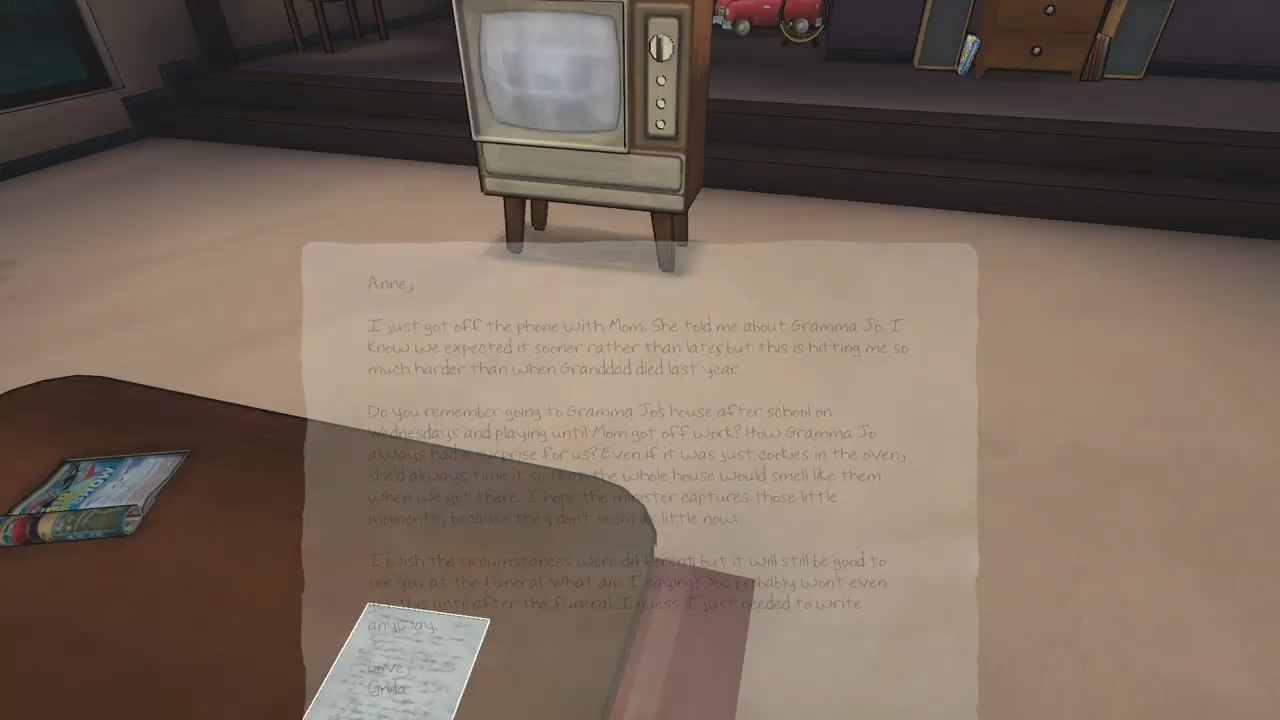 Anne,
I just got off the phone with Mom. She told me about Gramma Jo. I
know we expected it sooner rather than later, but this is hitting me so
much harder than when Granddad died last year.
Do you remember going to Gramma Jo's house after school on
Wednesdays and playing until Mom got off work? How Gramma Jo
always had a surprise for us? Even if it was just cookies in the oven,
she'd always time it so the whole house would smell like them
when we got there. I hope the minister captures those little
moments, because they don't seem so little now.
I wish the circumstances were different, but it will still be good to
see you at the funeral. What am I saying? You probably won't even
this until after the funeral. I guess I just needed to write
anyway.
Love,
Linda